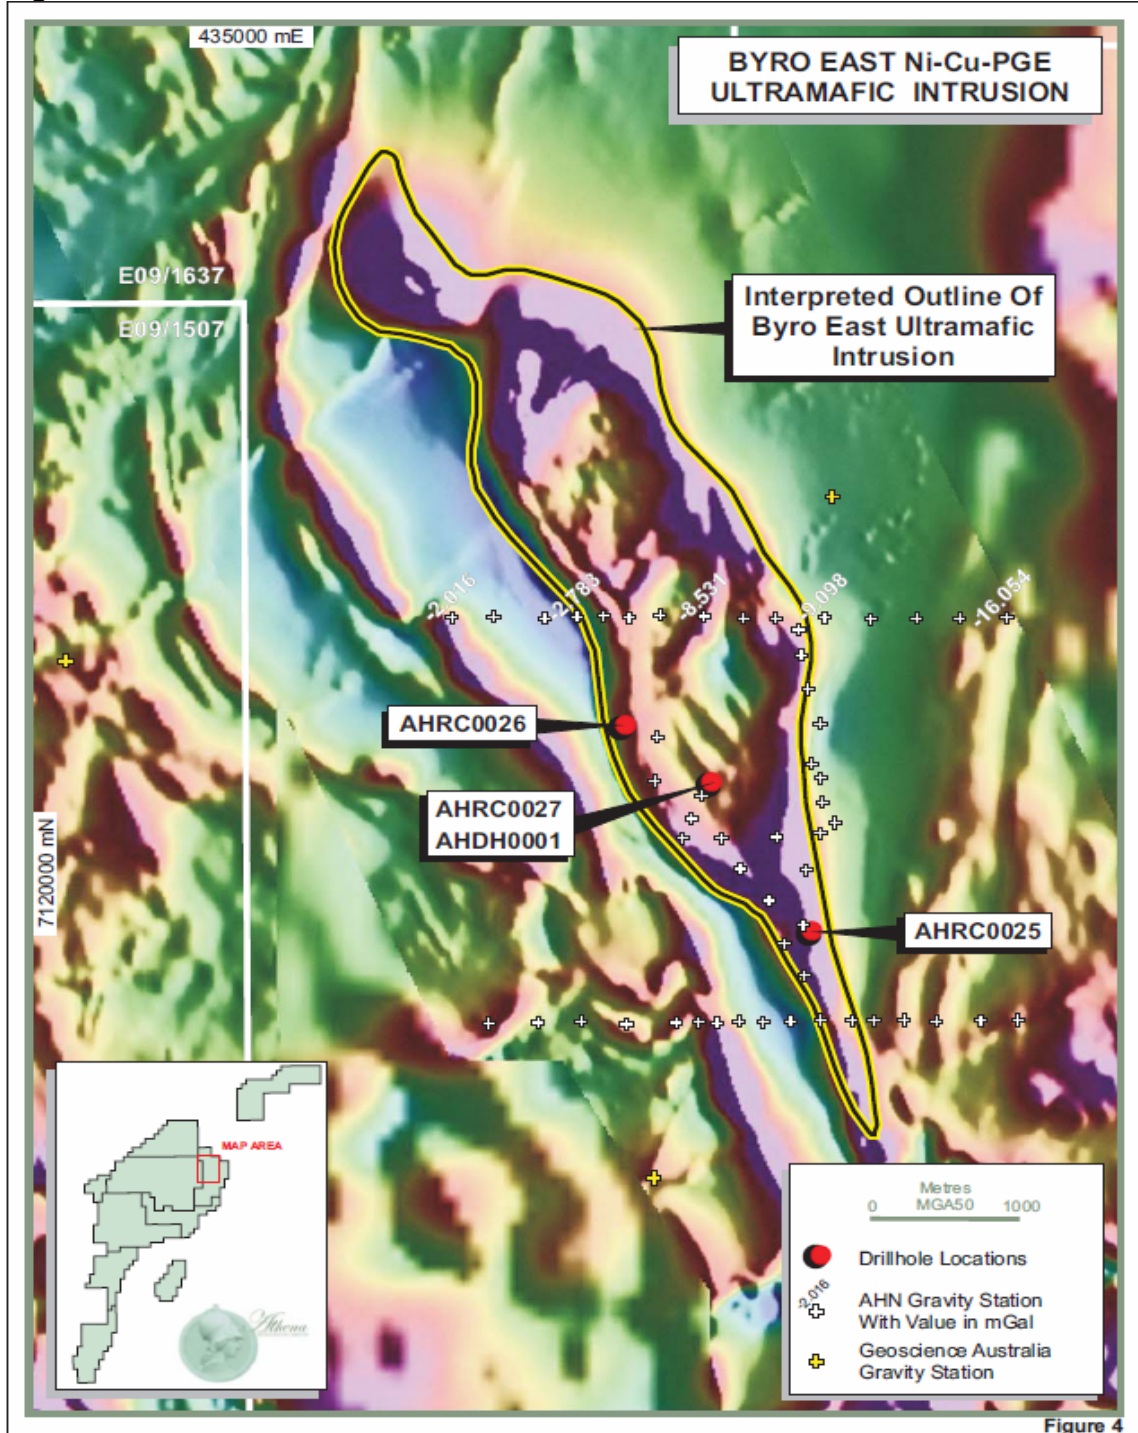 435000 mE
BYRO EAST Ni-Cu-PGE
ULTRAMAFIC INTRUSION
E09/1637
E09/1507
Interpreted Outline Of
Byro East Ultramafic
Intrusion
-2.016
-2.783
-8.531
-9.098
-16.054
AHRC0026
AHRC0027
AHDH0001
7120000 mN
AHRC0025
MAP AREA
Athena
Metres
MGA50
0 1000
Drillhole Locations
-2.016
AHN Gravity Station
With Value in mGal
Geoscience Australia
Gravity Station
Figure 4